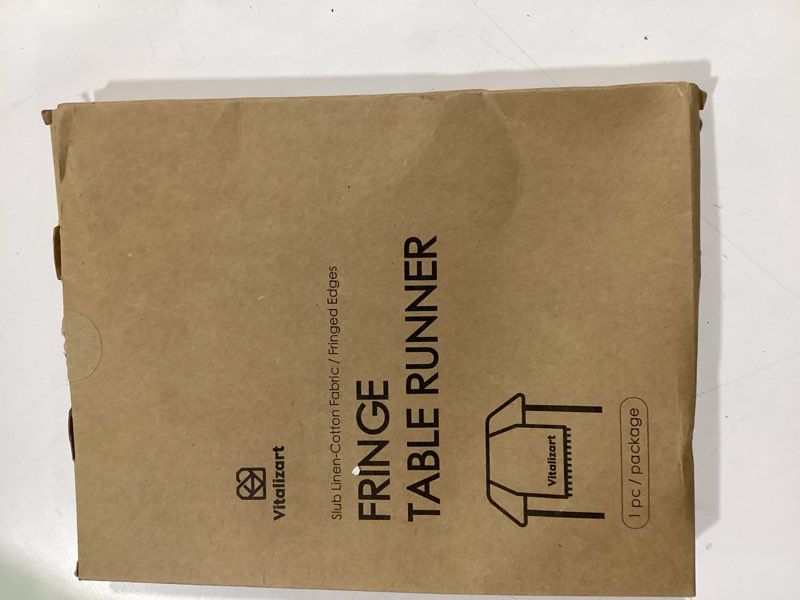 Vitalizart
Slub Linen-Cotton Fabric / Fringed Edges
FRINGE
TABLE RUNNER
Vitalizart
1 pc / package